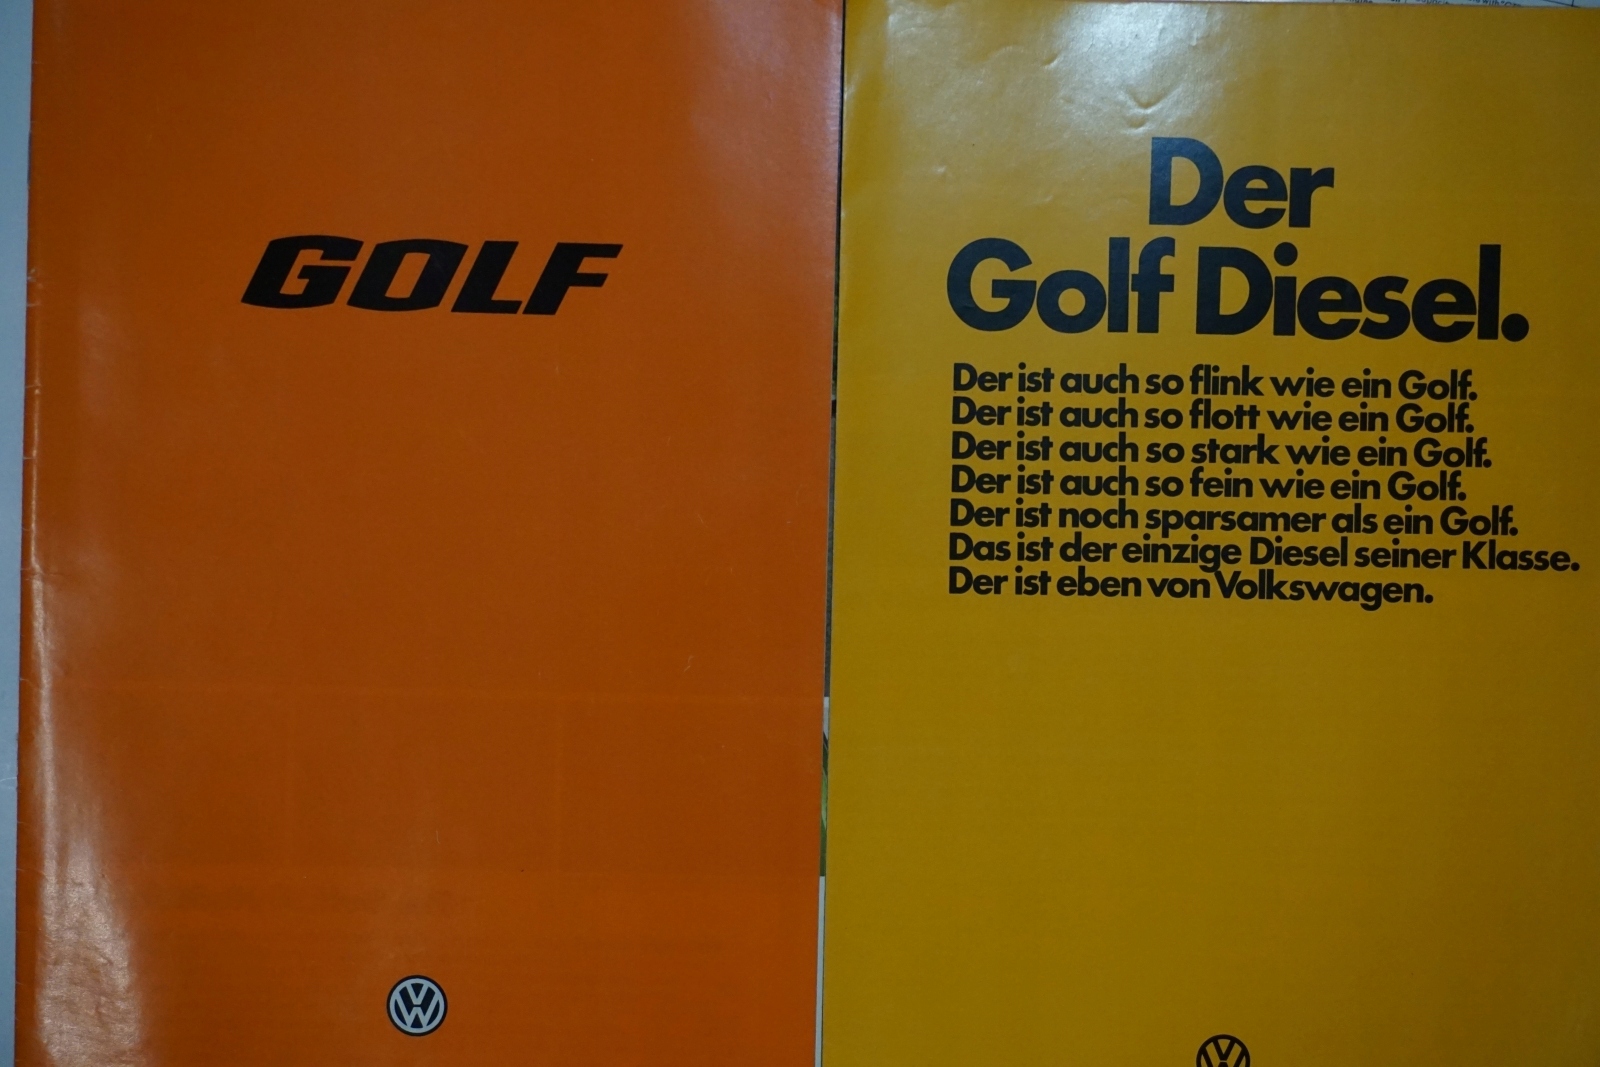 GOLF
Der
Golf Diesel.
Der ist auch so flink wie ein Golf.
Der ist auch so flott wie ein Golf.
Der ist auch so stark wie ein Golf.
Der ist auch so fein wie ein Golf.
Der ist noch sparsamer als ein Golf.
Das ist der einzige Diesel seiner Klasse.
Der ist eben von Volkswagen.